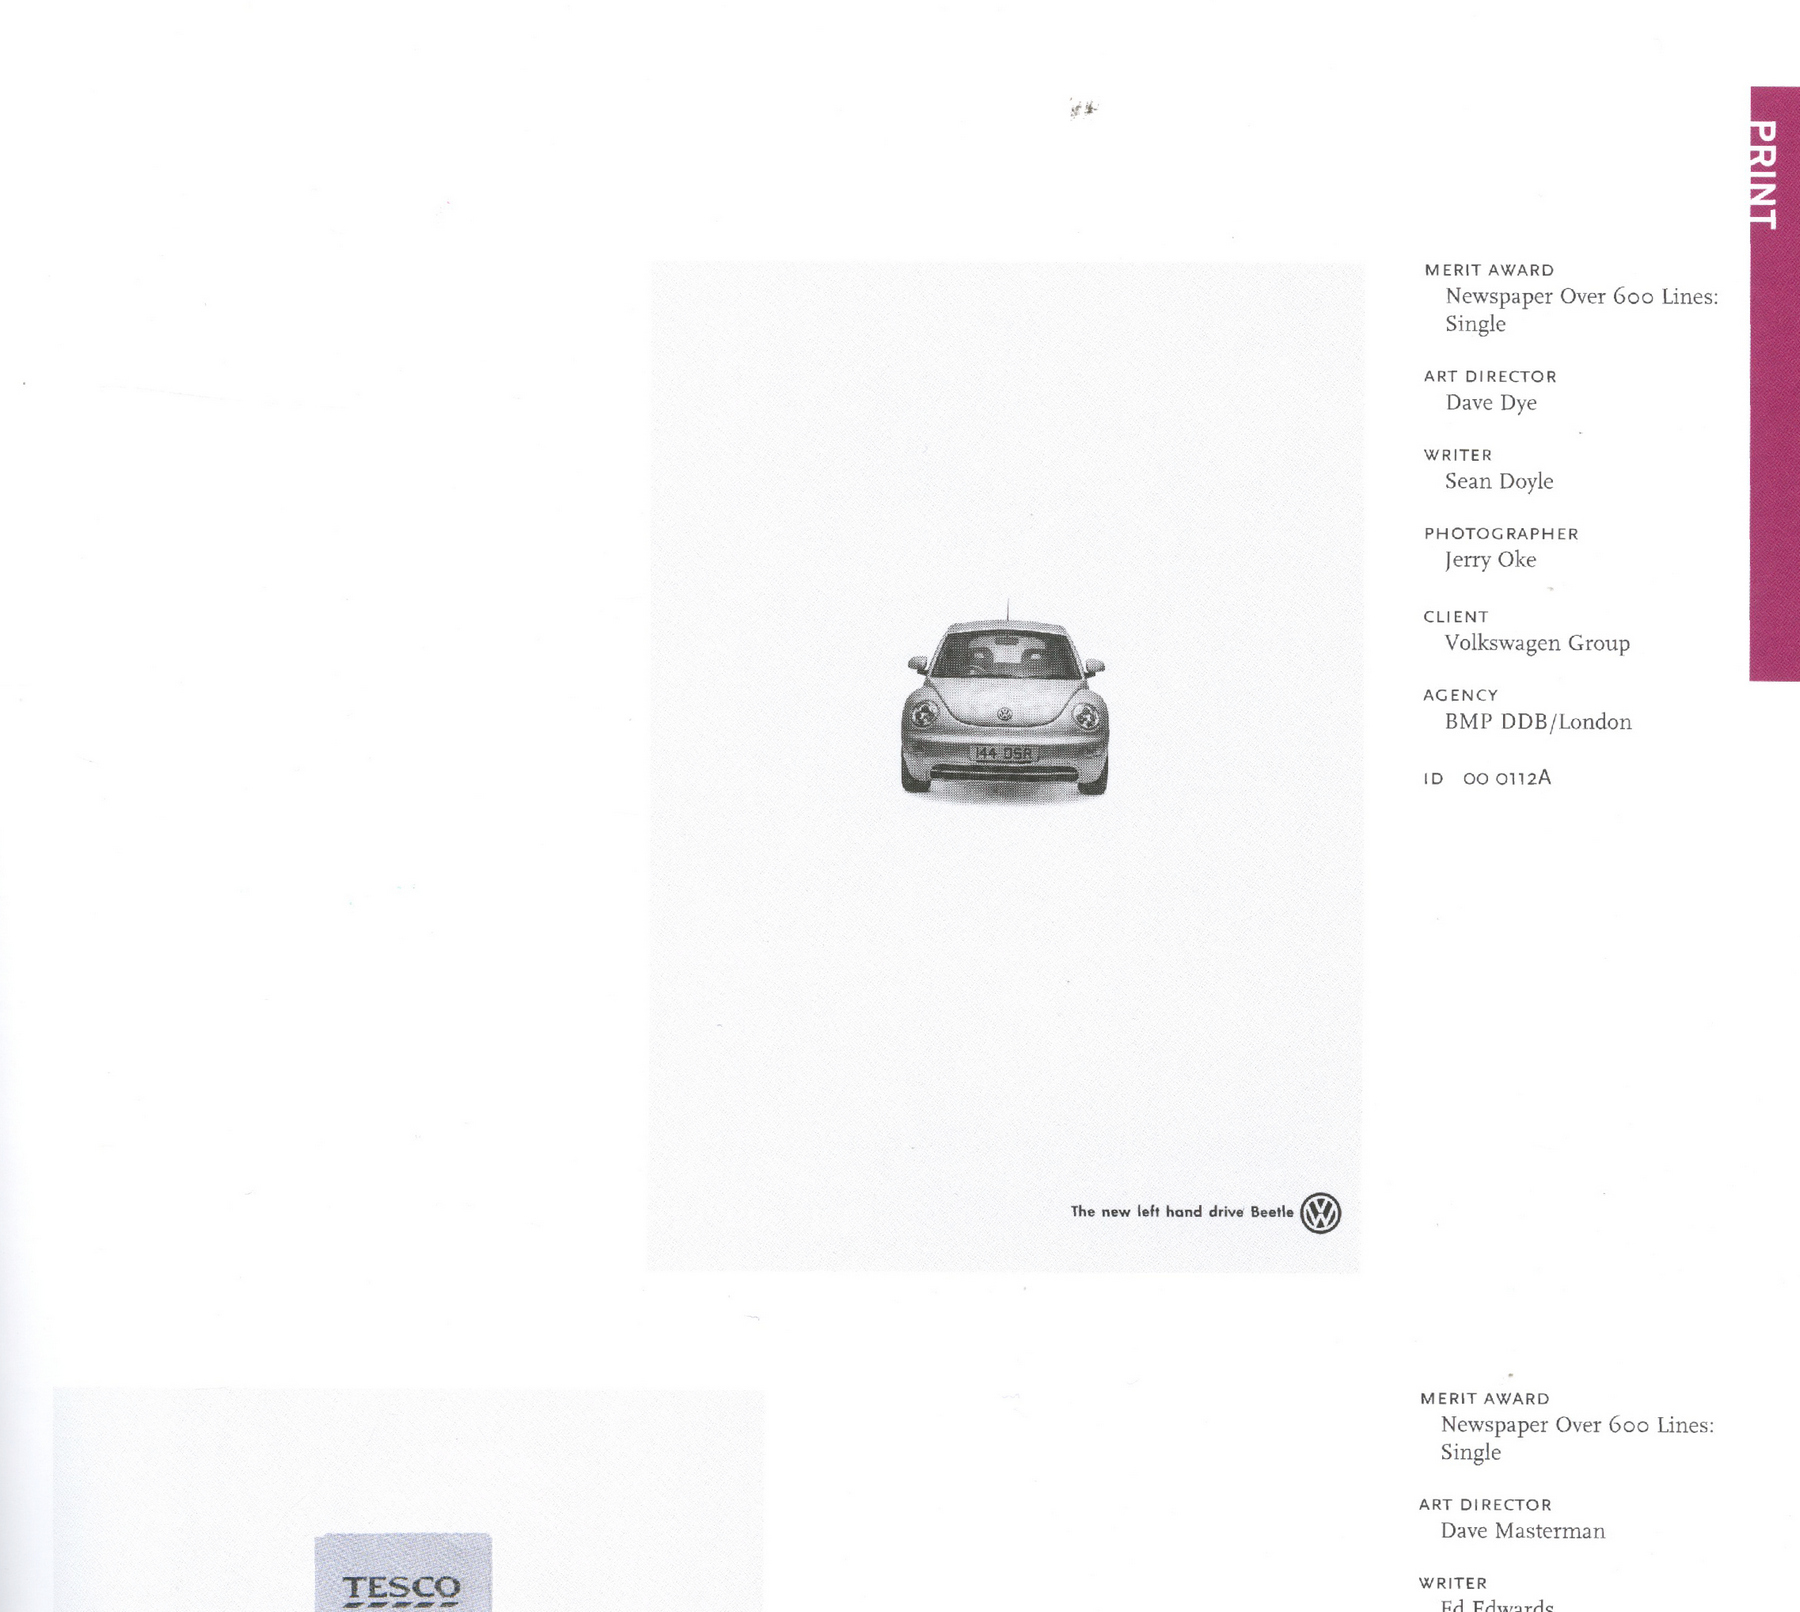 PRINT
MERIT AWARD
Newspaper Over 600 Lines:
Single
ART DIRECTOR
Dave Dye
WRITER
Sean Doyle
PHOTOGRAPHER
Jerry Oke
CLIENT
Volkswagen Group
AGENCY
BMP DDB/London
ID 00 0112A
The new left hand drive Beetle
MERIT AWARD
Newspaper Over 600 Lines:
Single
ART DIRECTOR
Dave Masterman
WRITER
Ed Edwards
TESCO